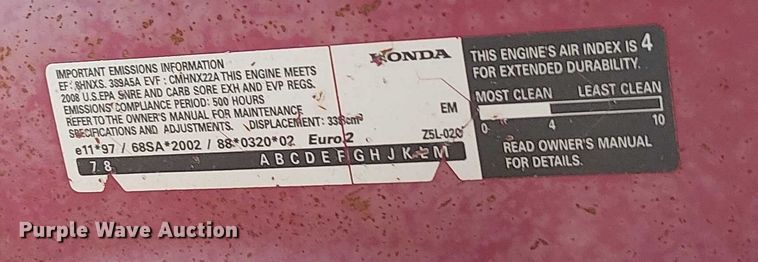 IMPORTANT EMISSIONS INFORMATION
EF: 8HNXS. 389A5A EVF : CMHNX22A THIS ENGINE MEETS
2008 U.S.EPA SNRE AND CARB SORE EXH AND EVP REGS.
EMISSIONS COMPLIANCE PERIOD: 500 HOURS
REFER TO THE OWNER'S MANUAL FOR MAINTENANCE
SPECIFICATIONS AND ADJUSTMENTS. DISPLACEMENT: 338cm³
e11*97 / 68SA*2002 / 88*0320*02 Euro 2
7 8 A B C D E F G H J K L M
HONDA
EM
Z5L-020
THIS ENGINE'S AIR INDEX IS 4
FOR EXTENDED DURABILITY.
MOST CLEAN LEAST CLEAN
0 4 10
READ OWNER'S MANUAL
FOR DETAILS.
Purple Wave Auction